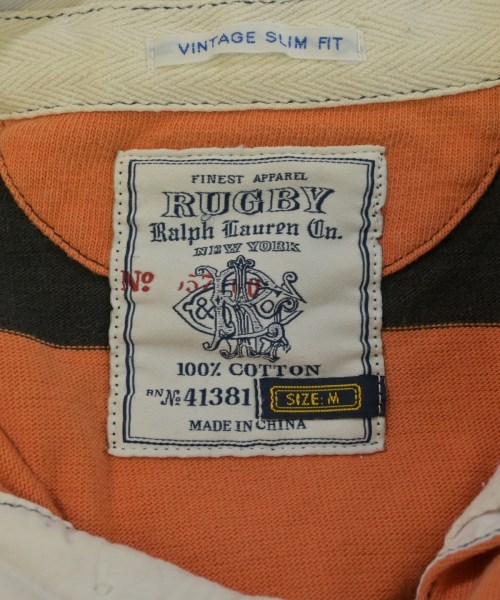 VINTAGE SLIM FIT
FINEST APPAREL
RUGBY
Ralph Lauren Co.
NEW YORK
No
100% COTTON
RN No 41381
SIZE: M
MADE IN CHINA